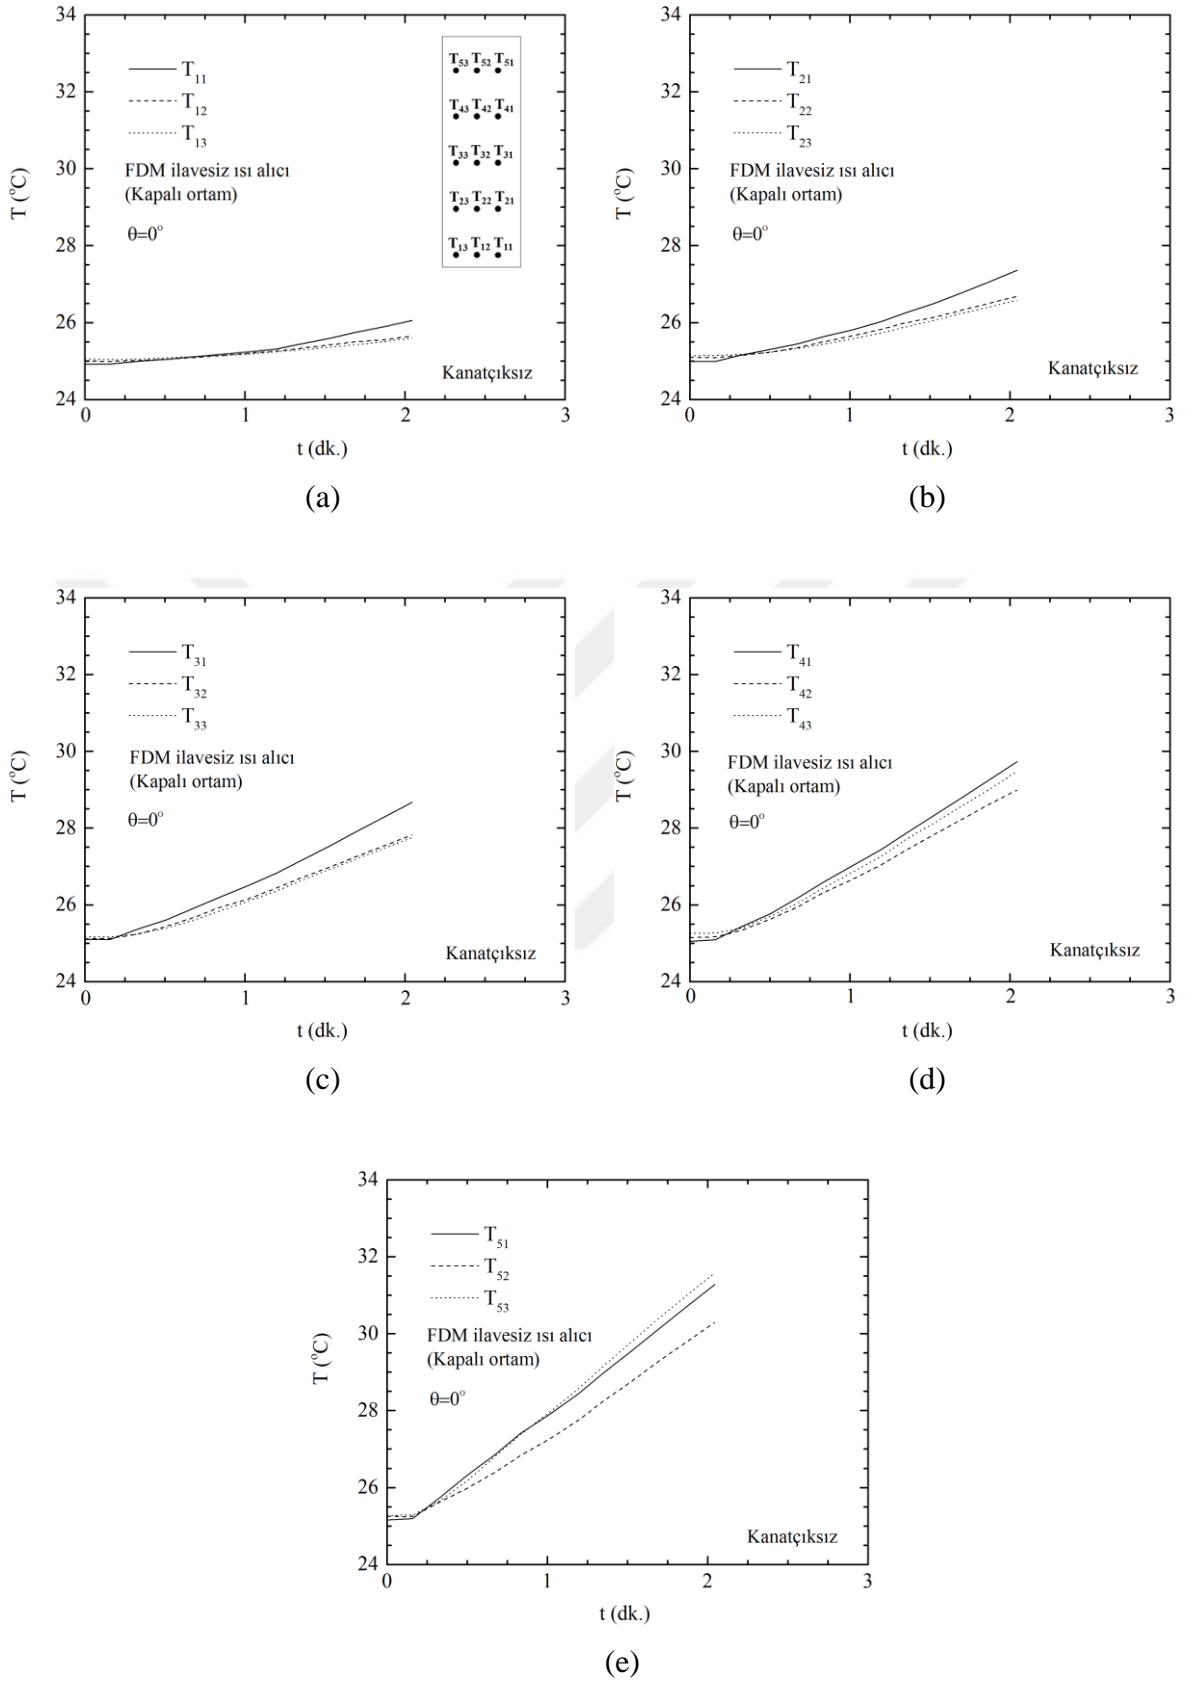 34
32
30
28
26
24
T (°C)
T₁₁
T₁₂
T₁₃
FDM ilavesiz ısı alıcı
(Kapalı ortam)
θ=0°
T₅₃ T₅₂ T₅₁
T₄₃ T₄₂ T₄₁
T₃₃ T₃₂ T₃₁
T₂₃ T₂₂ T₂₁
T₁₃ T₁₂ T₁₁
Kanatçıksız
0 1 2 3
t (dk.)
(a)
34
32
30
28
26
24
T (°C)
T₂₁
T₂₂
T₂₃
FDM ilavesiz ısı alıcı
(Kapalı ortam)
θ=0°
Kanatçıksız
0 1 2 3
t (dk.)
(b)
34
32
30
28
26
24
T (°C)
T₃₁
T₃₂
T₃₃
FDM ilavesiz ısı alıcı
(Kapalı ortam)
θ=0°
Kanatçıksız
0 1 2 3
t (dk.)
(c)
34
32
30
28
26
24
T (°C)
T₄₁
T₄₂
T₄₃
FDM ilavesiz ısı alıcı
(Kapalı ortam)
θ=0°
Kanatçıksız
0 1 2 3
t (dk.)
(d)
34
32
30
28
26
24
T (°C)
T₅₁
T₅₂
T₅₃
FDM ilavesiz ısı alıcı
(Kapalı ortam)
θ=0°
Kanatçıksız
0 1 2 3
t (dk.)
(e)